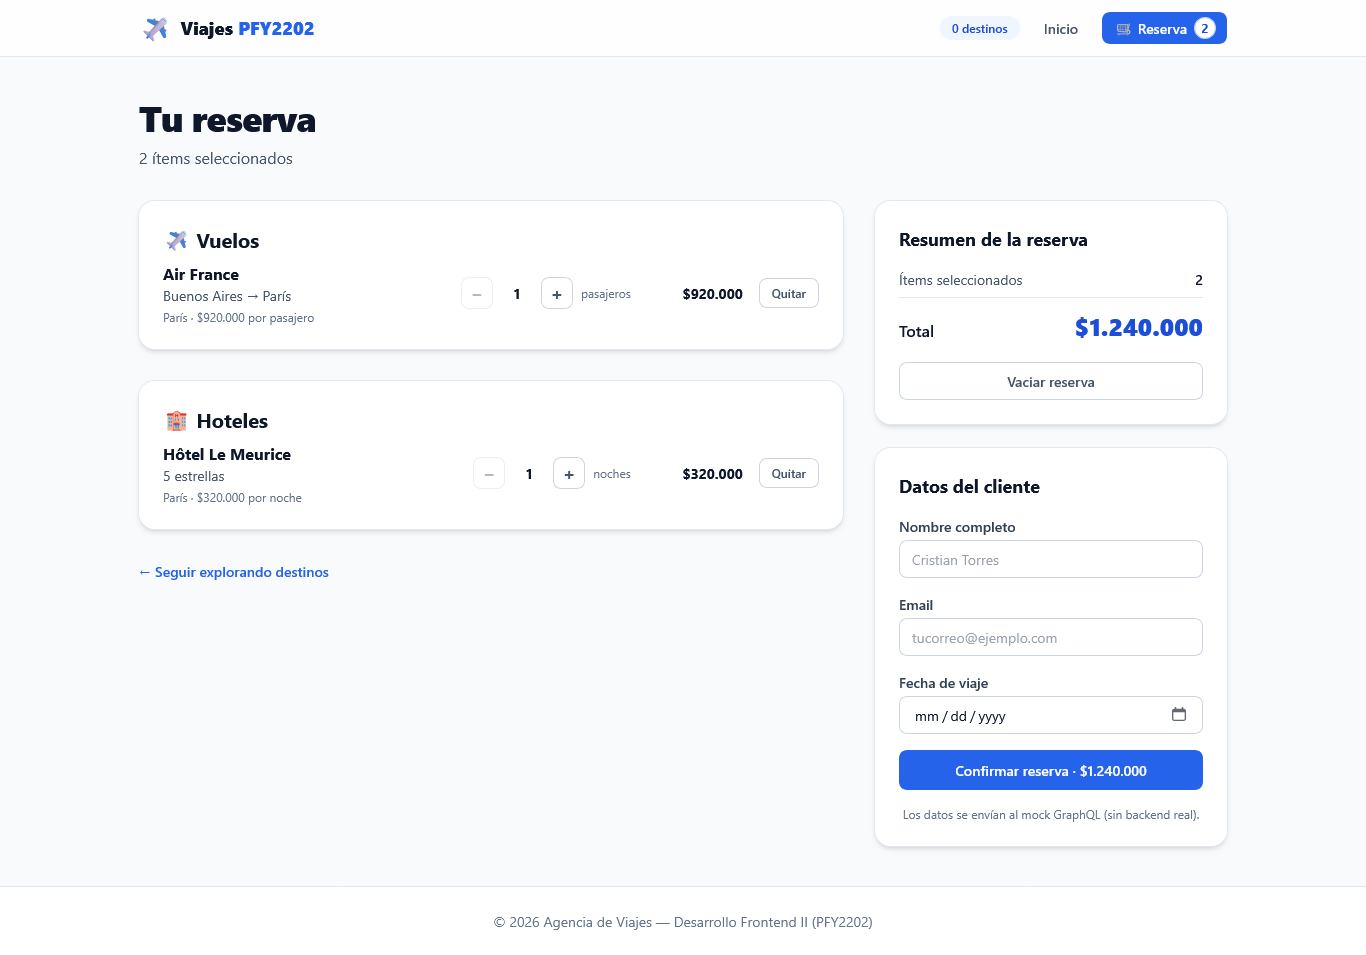 Viajes PFY2202
0 destinos
Inicio
Reserva 2
Tu reserva
2 ítems seleccionados
Vuelos
Air France
Buenos Aires → París
París · $920.000 por pasajero
− 1 + pasajeros
$920.000
Quitar
Hoteles
Hôtel Le Meurice
5 estrellas
París · $320.000 por noche
− 1 + noches
$320.000
Quitar
← Seguir explorando destinos
Resumen de la reserva
Ítems seleccionados 2
Total $1.240.000
Vaciar reserva
Datos del cliente
Nombre completo
Cristian Torres
Email
tucorreo@ejemplo.com
Fecha de viaje
mm / dd / yyyy
Confirmar reserva · $1.240.000
Los datos se envían al mock GraphQL (sin backend real).
© 2026 Agencia de Viajes — Desarrollo Frontend II (PFY2202)